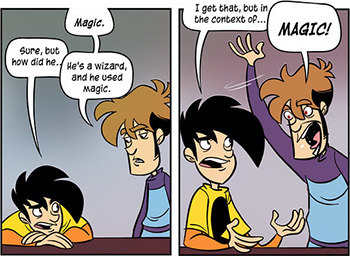 Magic.
Sure, but
how did he...
He's a wizard,
and he used
Magic.
I get that, but in
the context of...
MAGIC!